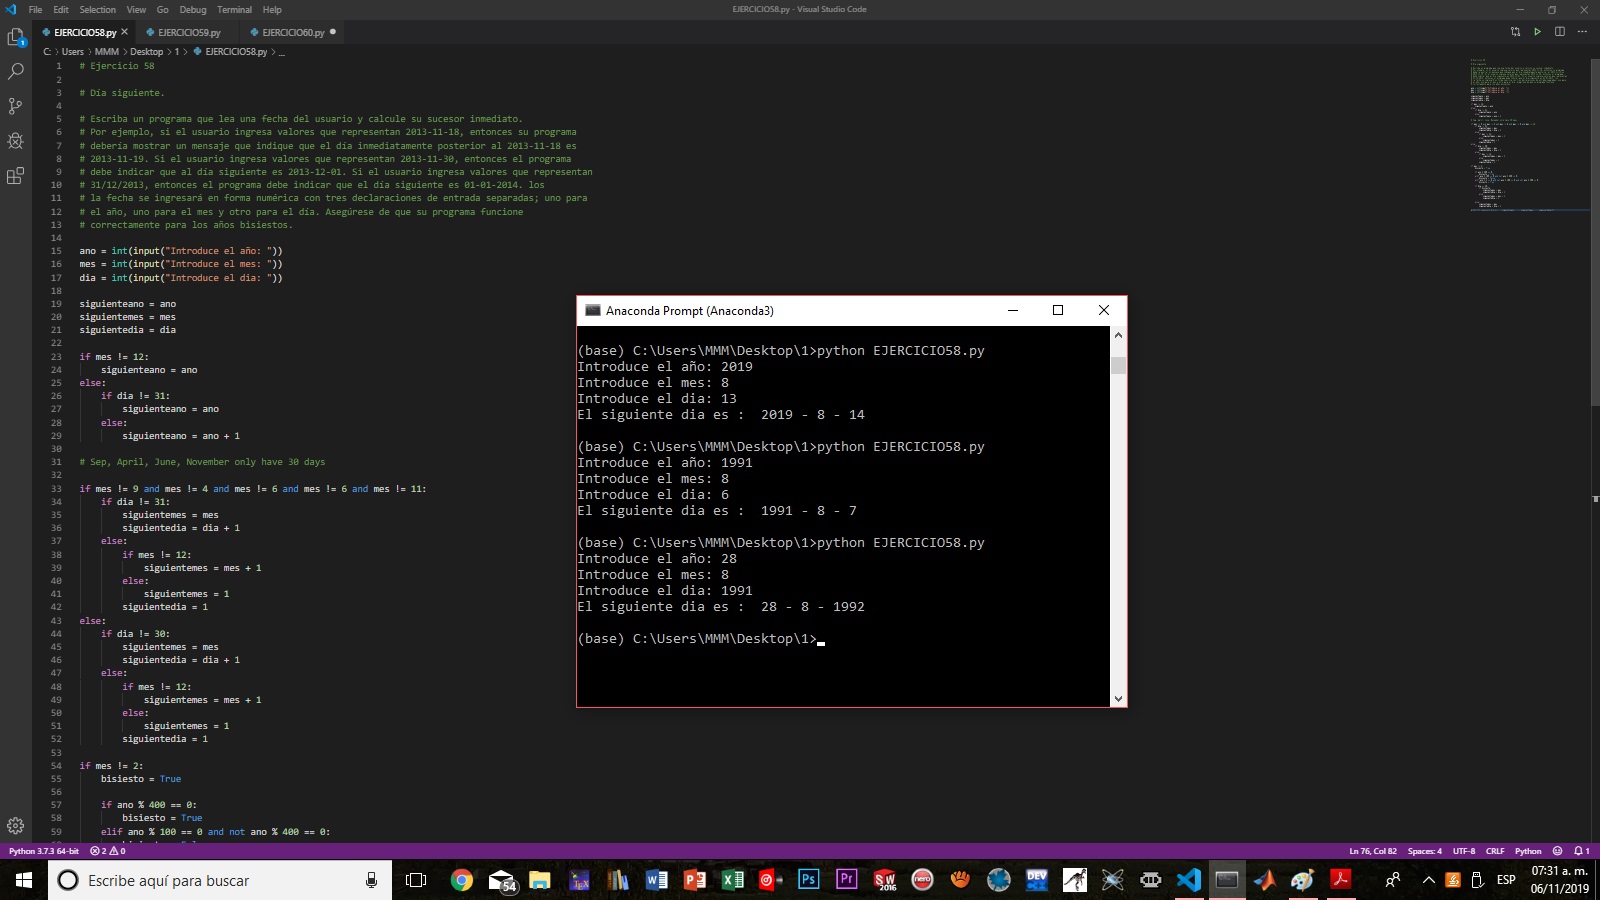 File Edit Selection View Go Debug Terminal Help
EJERCICIO58.py - Visual Studio Code
EJERCICIO58.py EJERCICIO59.py EJERCICIO60.py
C: > Users > MMM > Desktop > 1 > EJERCICIO58.py > ...
1 # Ejercicio 58
2
3 # Día siguiente.
4
5 # Escriba un programa que lea una fecha del usuario y calcule su sucesor inmediato.
6 # Por ejemplo, si el usuario ingresa valores que representan 2013-11-18, entonces su programa
7 # debería mostrar un mensaje que indique que el día inmediatamente posterior al 2013-11-18 es
8 # 2013-11-19. Si el usuario ingresa valores que representan 2013-11-30, entonces el programa
9 # debe indicar que al día siguiente es 2013-12-01. Si el usuario ingresa valores que representan
10 # 31/12/2013, entonces el programa debe indicar que el día siguiente es 01-01-2014. los
11 # la fecha se ingresará en forma numérica con tres declaraciones de entrada separadas; uno para
12 # el año, uno para el mes y otro para el día. Asegúrese de que su programa funcione
13 # correctamente para los años bisiestos.
14
15 ano = int(input("Introduce el año: "))
16 mes = int(input("Introduce el mes: "))
17 dia = int(input("Introduce el dia: "))
18
19 siguienteano = ano
20 siguientemes = mes
21 siguientedia = dia
22
23 if mes != 12:
24 siguienteano = ano
25 else:
26 if dia != 31:
27 siguienteano = ano
28 else:
29 siguienteano = ano + 1
30
31 # Sep, April, June, November only have 30 days
32
33 if mes != 9 and mes != 4 and mes != 6 and mes != 6 and mes != 11:
34 if dia != 31:
35 siguientemes = mes
36 siguientedia = dia + 1
37 else:
38 if mes != 12:
39 siguientemes = mes + 1
40 else:
41 siguientemes = 1
42 siguientedia = 1
43 else:
44 if dia != 30:
45 siguientemes = mes
46 siguientedia = dia + 1
47 else:
48 if mes != 12:
49 siguientemes = mes + 1
50 else:
51 siguientemes = 1
52 siguientedia = 1
53
54 if mes != 2:
55 bisiesto = True
56
57 if ano % 400 == 0:
58 bisiesto = True
59 elif ano % 100 == 0 and not ano % 400 == 0:
Anaconda Prompt (Anaconda3)
(base) C:\Users\MMM\Desktop\1>python EJERCICIO58.py
Introduce el año: 2019
Introduce el mes: 8
Introduce el dia: 13
El siguiente dia es :  2019 - 8 - 14
(base) C:\Users\MMM\Desktop\1>python EJERCICIO58.py
Introduce el año: 1991
Introduce el mes: 8
Introduce el dia: 6
El siguiente dia es :  1991 - 8 - 7
(base) C:\Users\MMM\Desktop\1>python EJERCICIO58.py
Introduce el año: 28
Introduce el mes: 8
Introduce el dia: 1991
El siguiente dia es :  28 - 8 - 1992
(base) C:\Users\MMM\Desktop\1>
Python 3.7.3 64-bit 2 0 Ln 76, Col 82 Spaces: 4 UTF-8 CRLF Python 1
Escribe aquí para buscar
54 Ps Pr SW 2016 nero DEV ESP
07:31 a. m.
06/11/2019